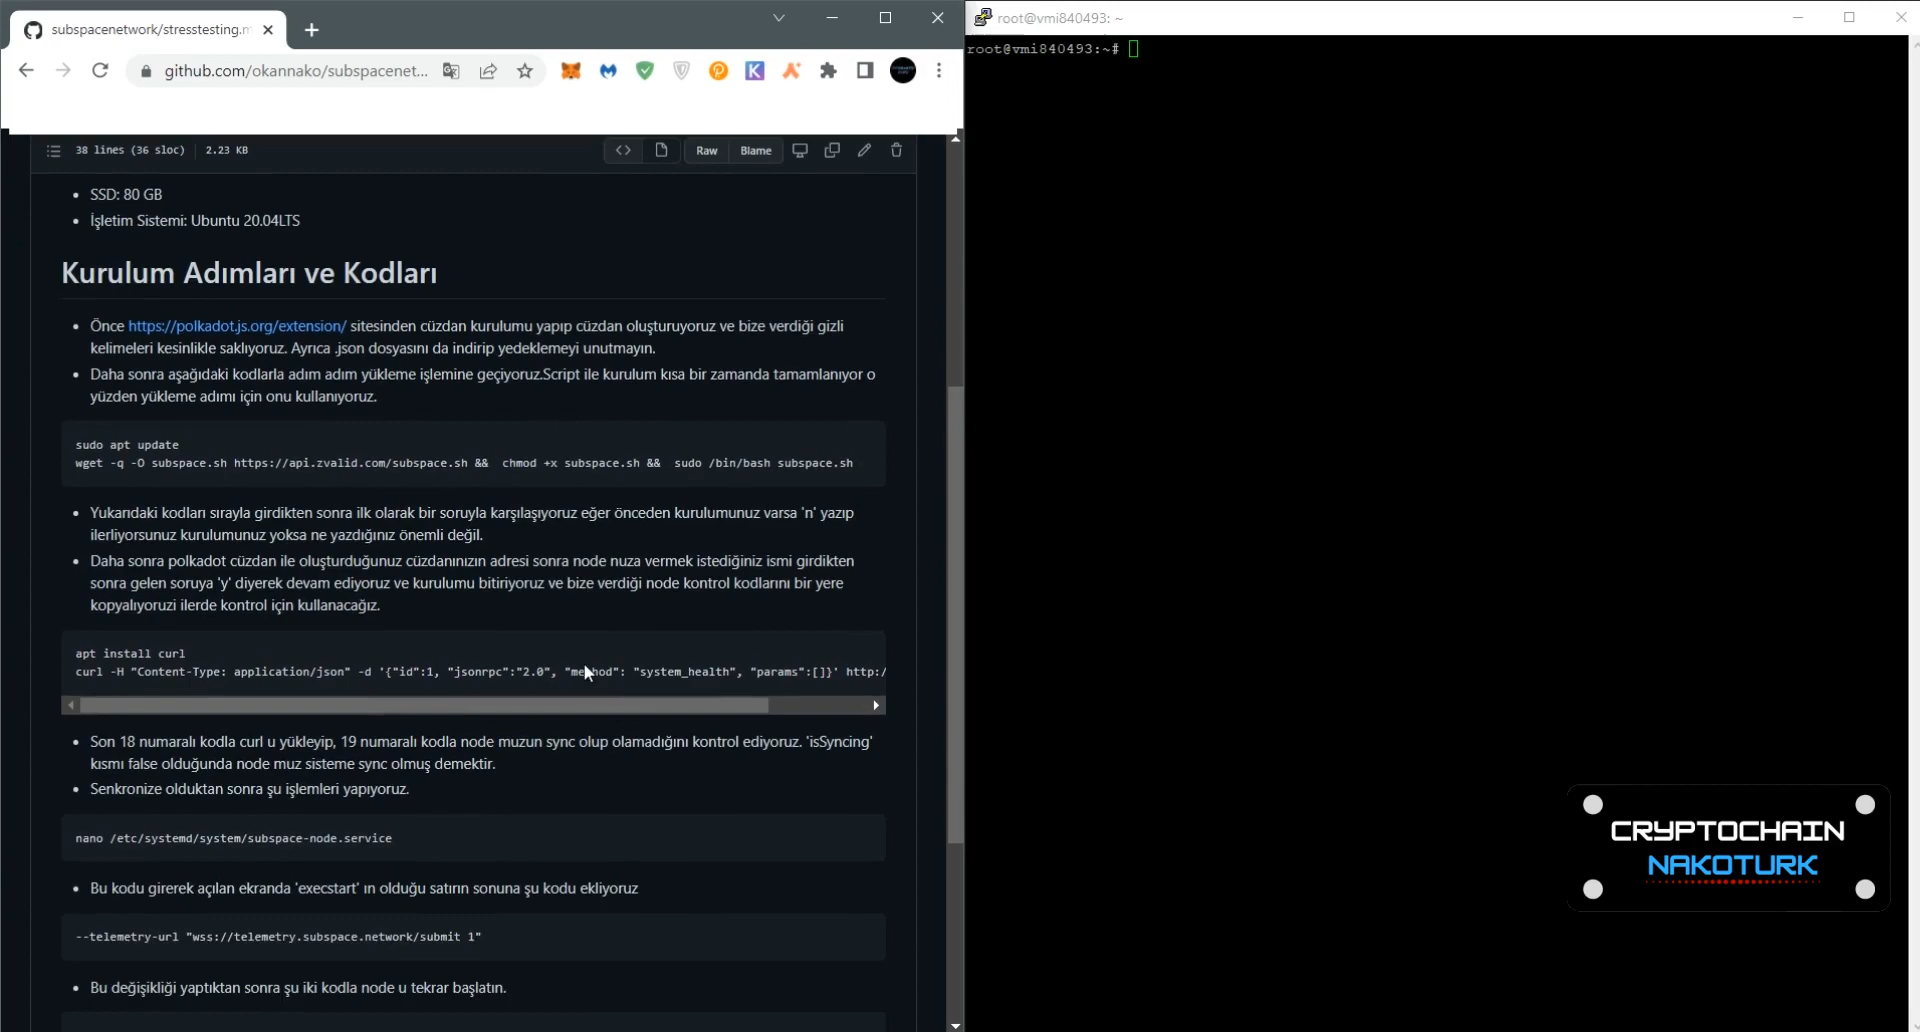 subspacenetwork/stresstesting.m
root@vmi840493: ~
github.com/okannako/subspacenet...
root@vmi840493:~#
38 lines (36 sloc)
2.23 KB
Raw
Blame
SSD: 80 GB
İşletim Sistemi: Ubuntu 20.04LTS
Kurulum Adımları ve Kodları
Önce https://polkadot.js.org/extension/ sitesinden cüzdan kurulumu yapıp cüzdan oluşturuyoruz ve bize verdiği gizli
kelimeleri kesinlikle saklıyoruz. Ayrıca .json dosyasını da indirip yedeklemeyi unutmayın.
Daha sonra aşağıdaki kodlarla adım adım yükleme işlemine geçiyoruz.Script ile kurulum kısa bir zamanda tamamlanıyor o
yüzden yükleme adımı için onu kullanıyoruz.
sudo apt update
wget -q -O subspace.sh https://api.zvalid.com/subspace.sh &&  chmod +x subspace.sh &&  sudo /bin/bash subspace.sh
Yukarıdaki kodları sırayla girdikten sonra ilk olarak bir soruyla karşılaşıyoruz eğer önceden kurulumunuz varsa 'n' yazıp
ilerliyorsunuz kurulumunuz yoksa ne yazdığınız önemli değil.
Daha sonra polkadot cüzdan ile oluşturduğunuz cüzdanınızın adresi sonra node nuza vermek istediğiniz ismi girdikten
sonra gelen soruya 'y' diyerek devam ediyoruz ve kurulumu bitiriyoruz ve bize verdiği node kontrol kodlarını bir yere
kopyalıyoruzi ilerde kontrol için kullanacağız.
apt install curl
curl -H "Content-Type: application/json" -d '{"id":1, "jsonrpc":"2.0", "method": "system_health", "params":[]}' http:/
Son 18 numaralı kodla curl u yükleyip, 19 numaralı kodla node muzun sync olup olamadığını kontrol ediyoruz. 'isSyncing'
kısmı false olduğunda node muz sisteme sync olmuş demektir.
Senkronize olduktan sonra şu işlemleri yapıyoruz.
nano /etc/systemd/system/subspace-node.service
Bu kodu girerek açılan ekranda 'execstart' ın olduğu satırın sonuna şu kodu ekliyoruz
--telemetry-url "wss://telemetry.subspace.network/submit 1"
Bu değişikliği yaptıktan sonra şu iki kodla node u tekrar başlatın.
CRYPTOCHAIN
NAKOTURK